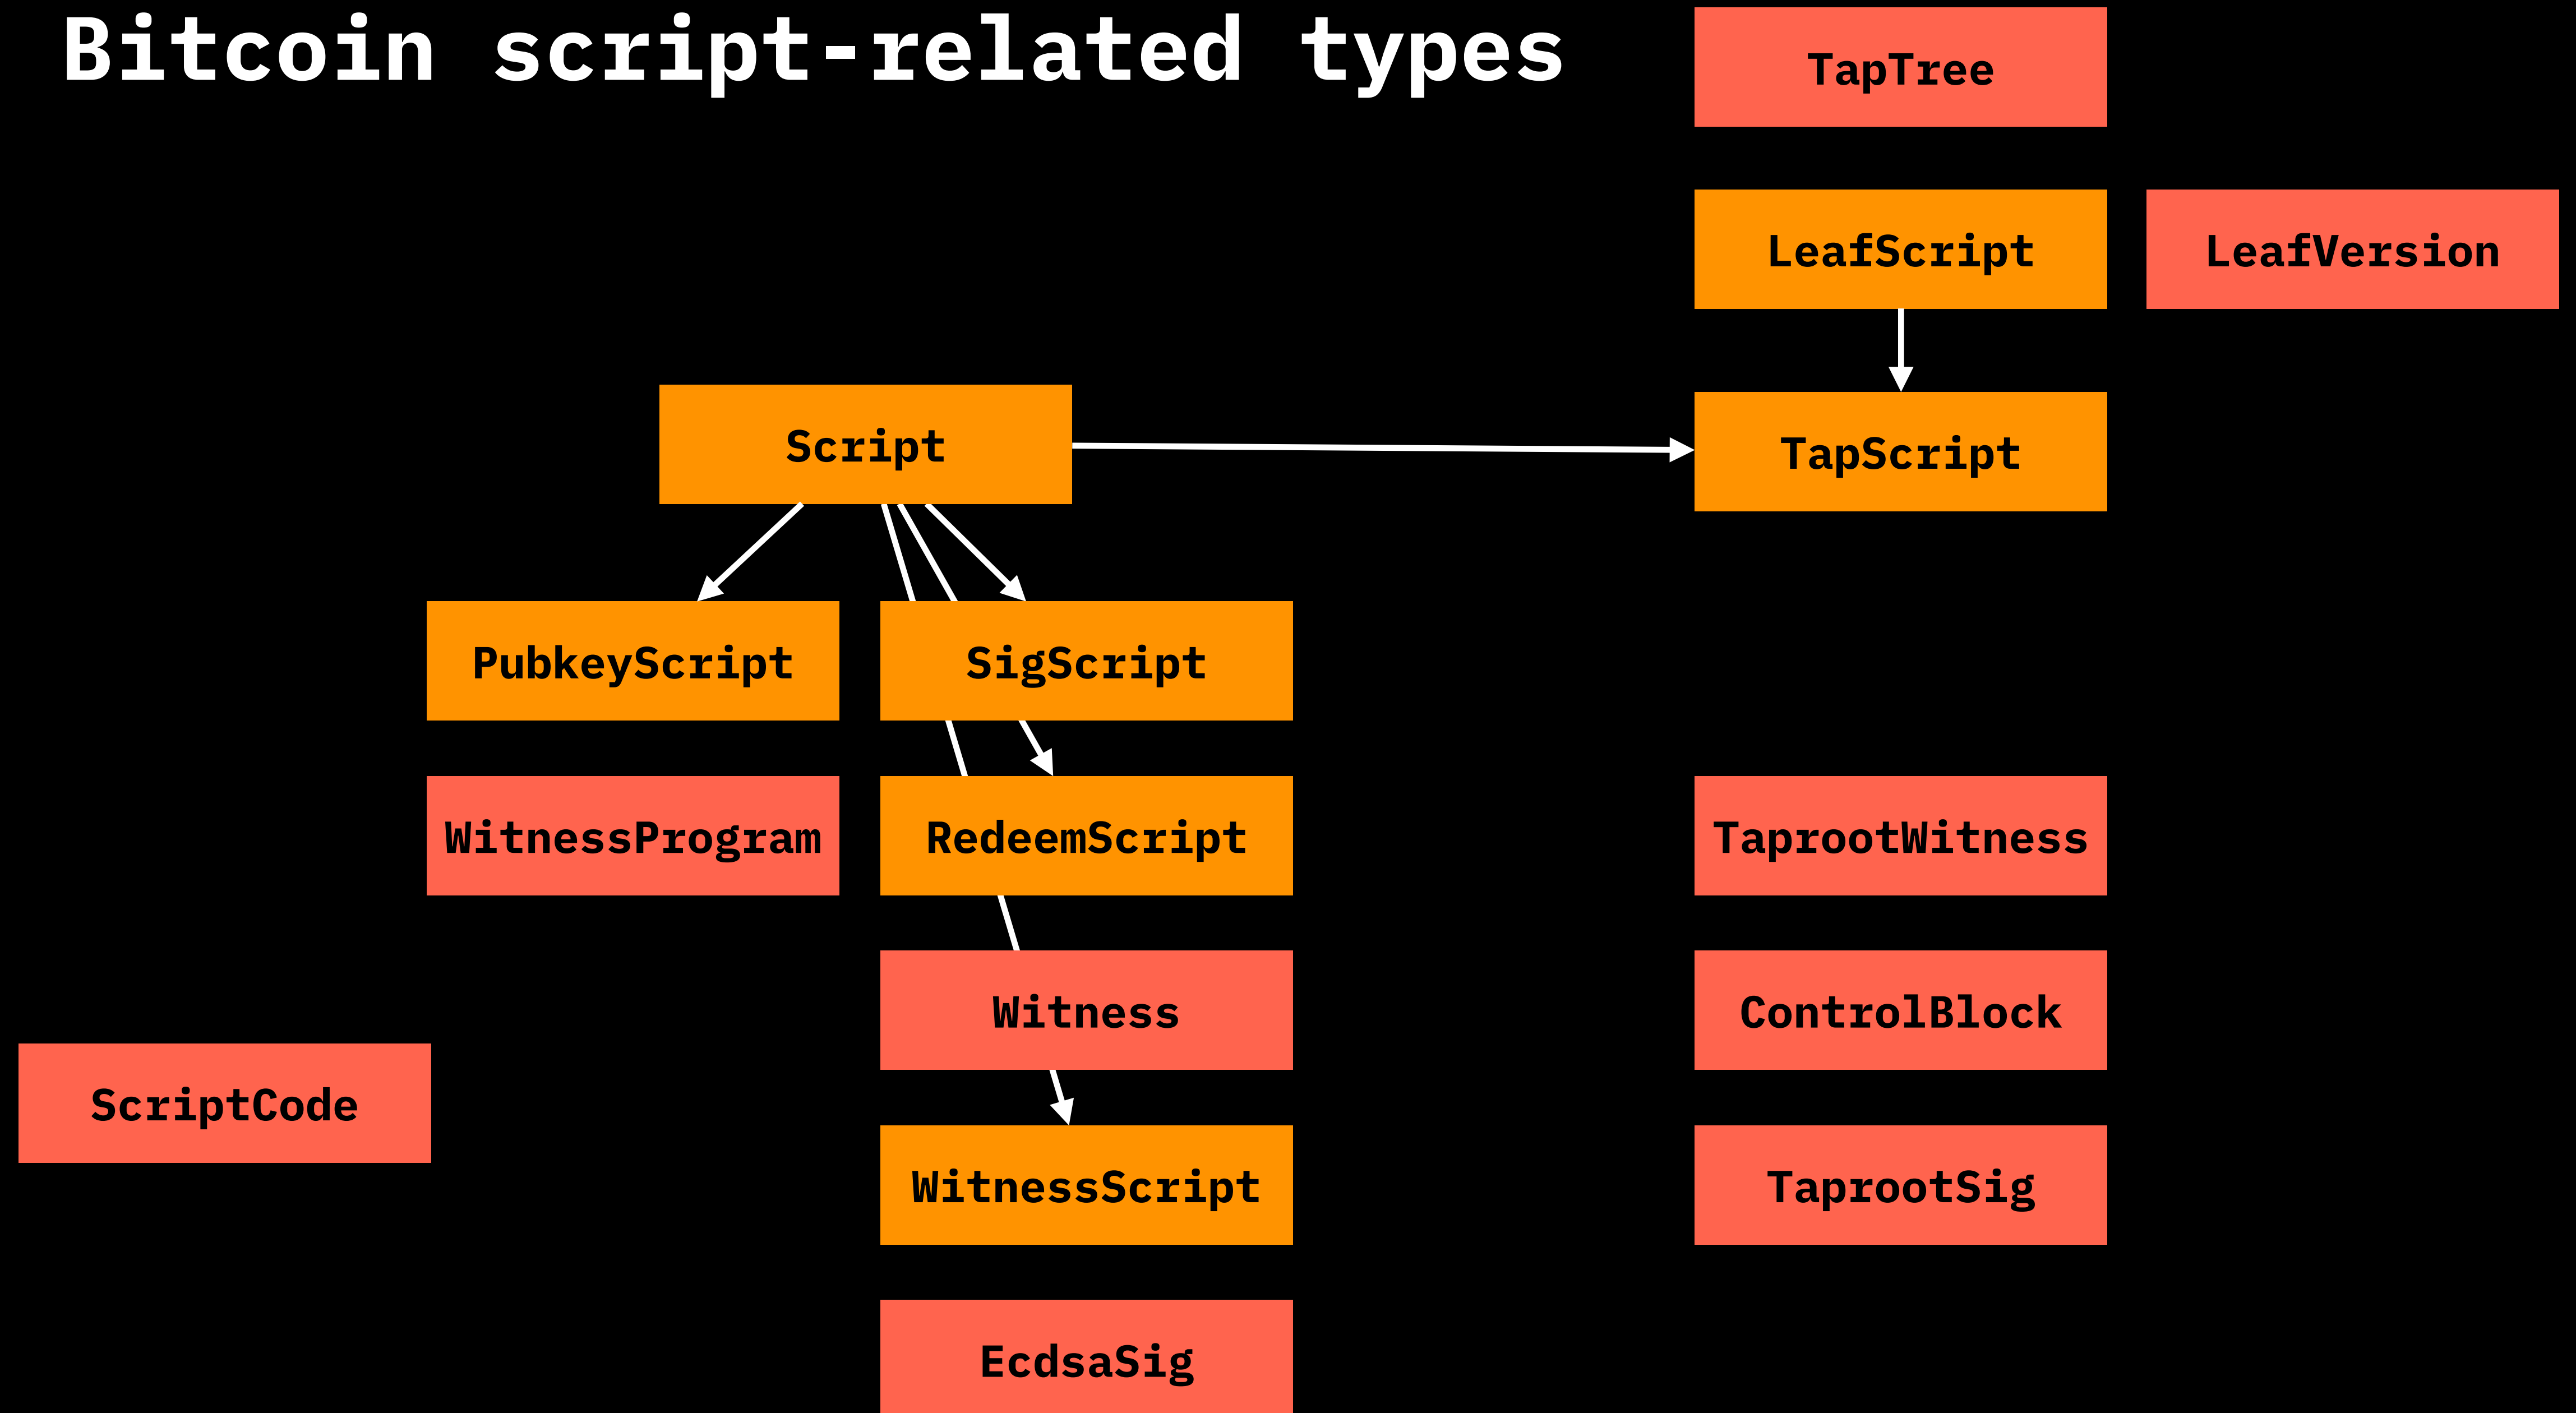 Bitcoin script-related types
TapTree
LeafScript
LeafVersion
Script
TapScript
PubkeyScript
SigScript
WitnessProgram
RedeemScript
TaprootWitness
Witness
ControlBlock
ScriptCode
WitnessScript
TaprootSig
EcdsaSig